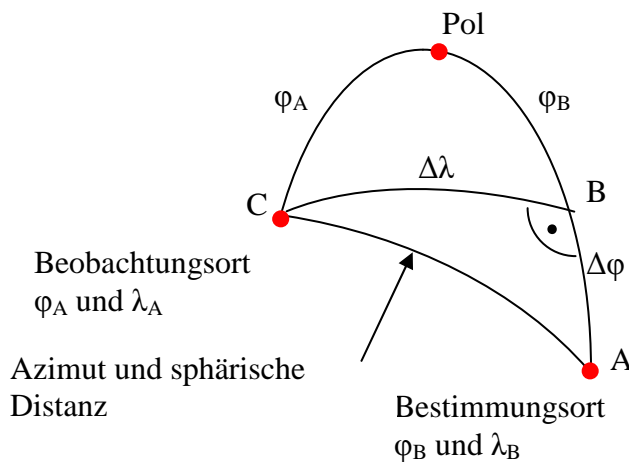 Pol
φA
φB
Δλ
C
B
Beobachtungsort
φA und λA
Δφ
Azimut und sphärische
Distanz
A
Bestimmungsort
φB und λB